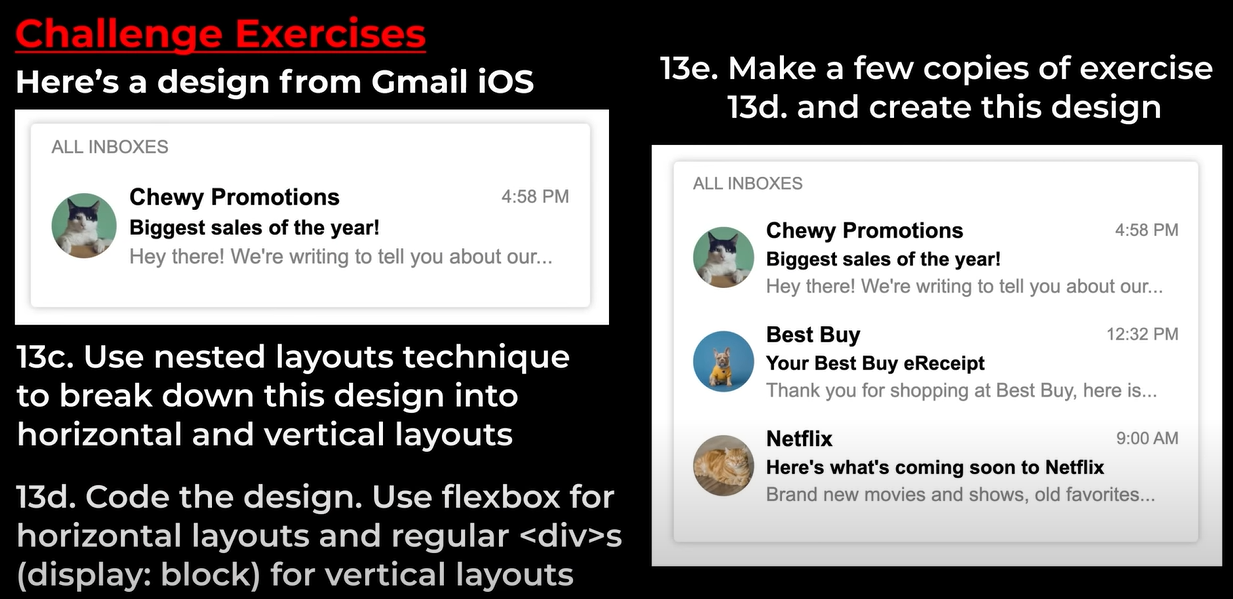 Challenge Exercises
Here's a design from Gmail iOS
ALL INBOXES
Chewy Promotions
4:58 PM
Biggest sales of the year!
Hey there! We're writing to tell you about our...
13c. Use nested layouts technique
to break down this design into
horizontal and vertical layouts
13d. Code the design. Use flexbox for
horizontal layouts and regular <div>s
(display: block) for vertical layouts
13e. Make a few copies of exercise
13d. and create this design
ALL INBOXES
Chewy Promotions
4:58 PM
Biggest sales of the year!
Hey there! We're writing to tell you about our...
Best Buy
12:32 PM
Your Best Buy eReceipt
Thank you for shopping at Best Buy, here is...
Netflix
9:00 AM
Here's what's coming soon to Netflix
Brand new movies and shows, old favorites...